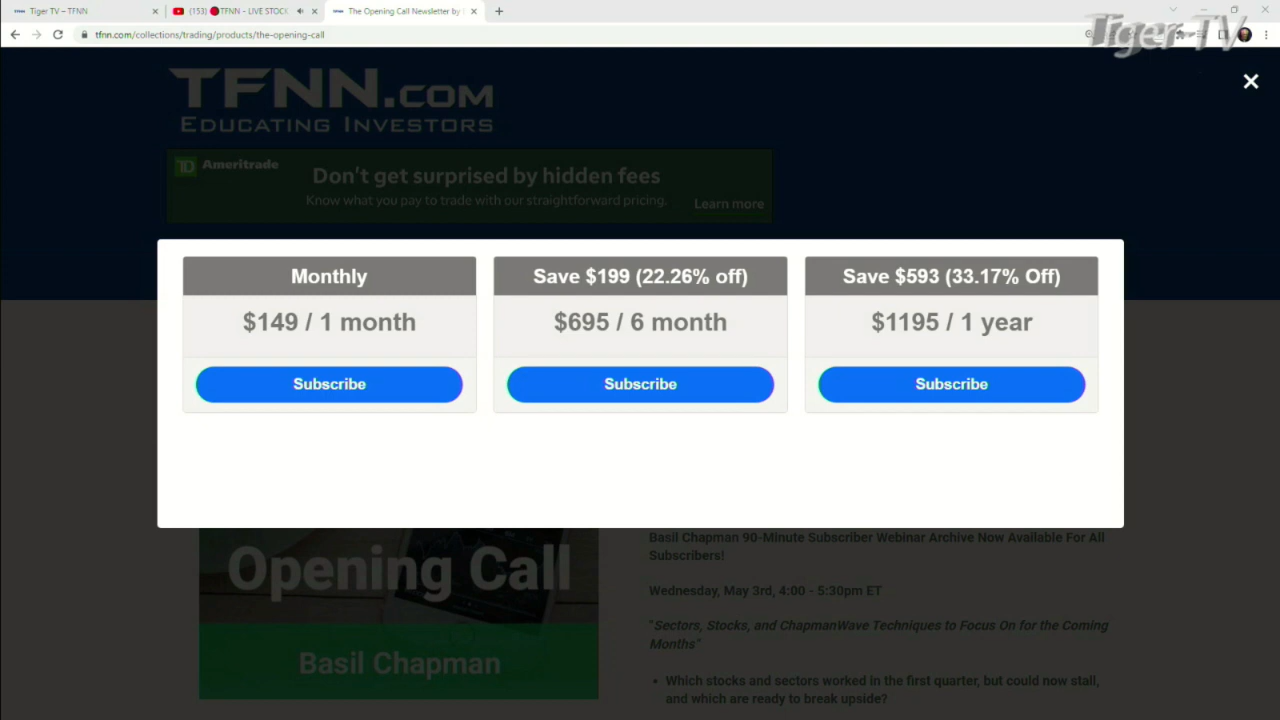 Tiger TV – TFNN
(153) 🔴TFNN - LIVE STOCK
The Opening Call Newsletter by
tfnn.com/collections/trading/products/the-opening-call
Tiger TV
TFNN.COM
EDUCATING INVESTORS
TD Ameritrade
Don't get surprised by hidden fees
Know what you pay to trade with our straightforward pricing.
Learn more
Monthly
$149 / 1 month
Subscribe
Save $199 (22.26% off)
$695 / 6 month
Subscribe
Save $593 (33.17% Off)
$1195 / 1 year
Subscribe
Opening Call
Basil Chapman
Basil Chapman 90-Minute Subscriber Webinar Archive Now Available For All
Subscribers!
Wednesday, May 3rd, 4:00 - 5:30pm ET
"Sectors, Stocks, and ChapmanWave Techniques to Focus On for the Coming
Months"
• Which stocks and sectors worked in the first quarter, but could now stall,
and which are ready to break upside?